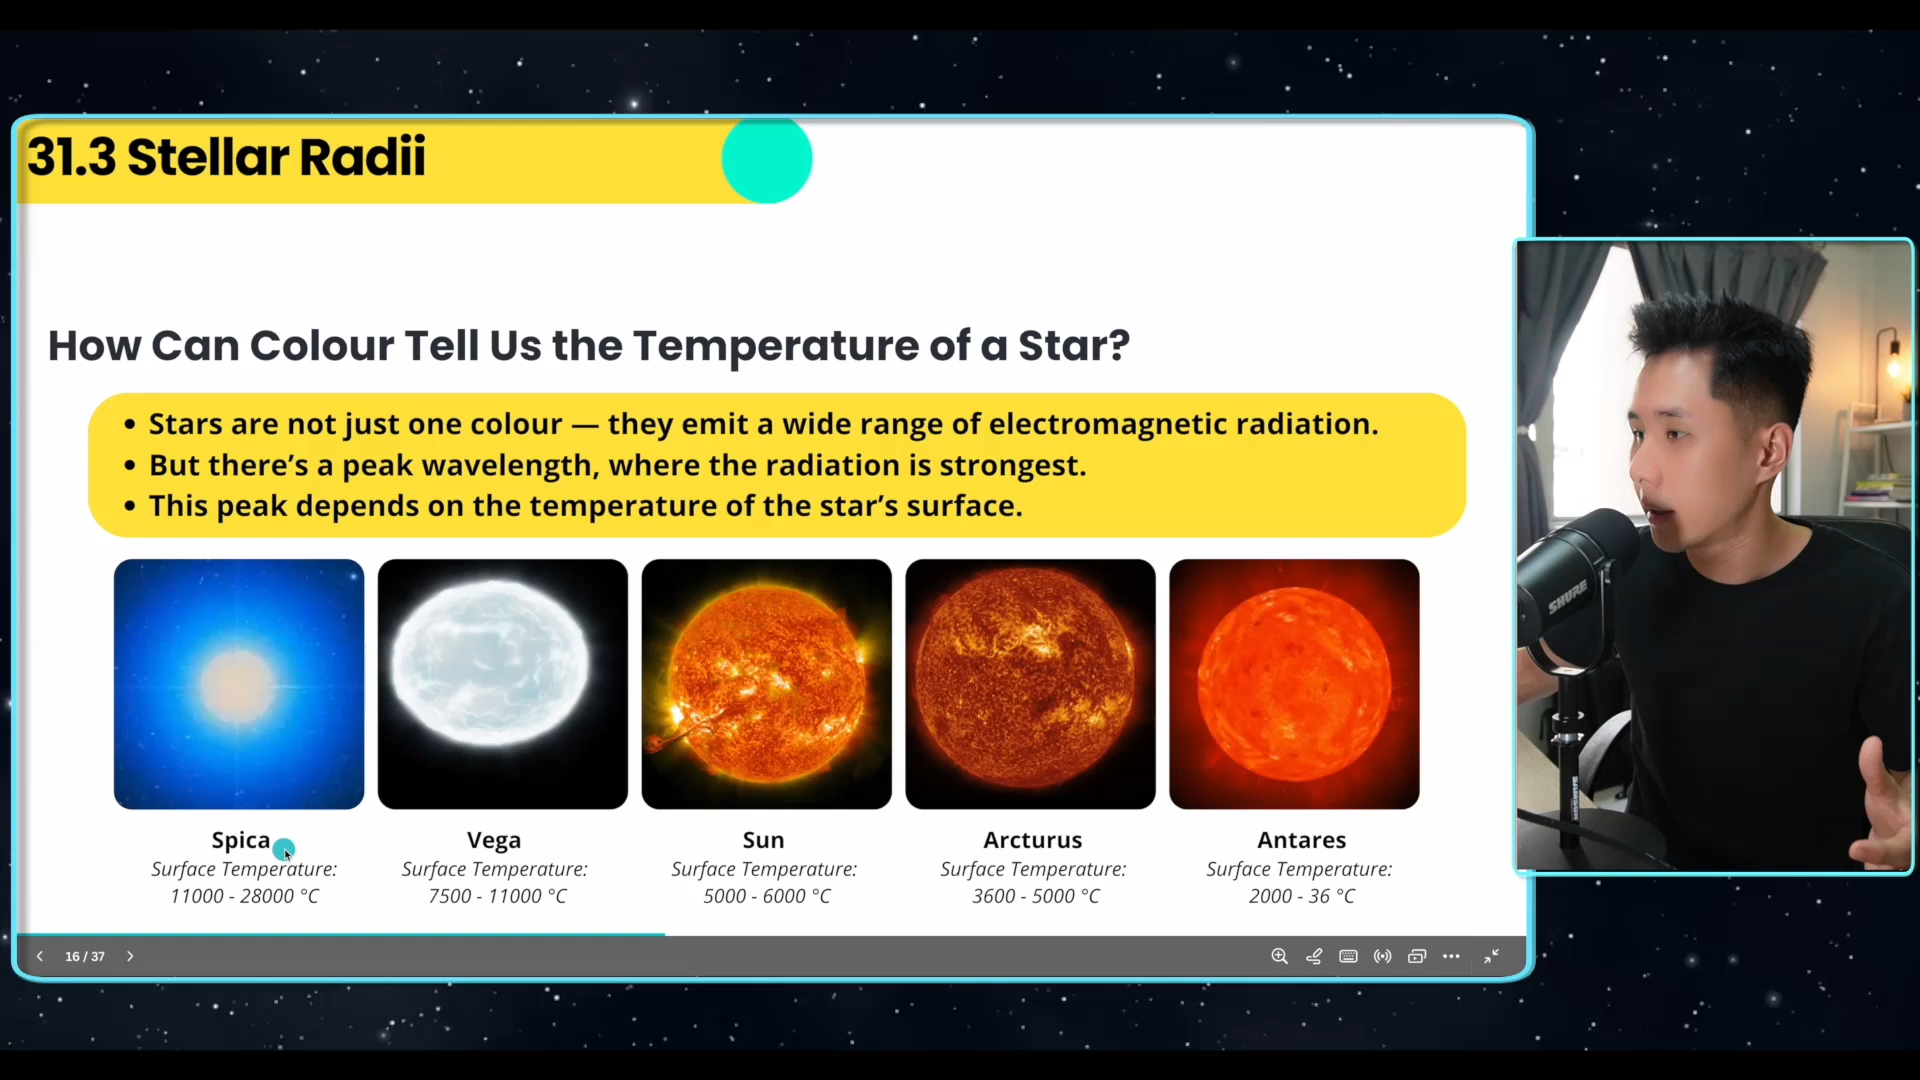 31.3 Stellar Radii
How Can Colour Tell Us the Temperature of a Star?
• Stars are not just one colour — they emit a wide range of electromagnetic radiation.
• But there’s a peak wavelength, where the radiation is strongest.
• This peak depends on the temperature of the star’s surface.
Spica
Surface Temperature:
11000 - 28000 °C
Vega
Surface Temperature:
7500 - 11000 °C
Sun
Surface Temperature:
5000 - 6000 °C
Arcturus
Surface Temperature:
3600 - 5000 °C
Antares
Surface Temperature:
2000 - 36 °C
16 / 37
SHURE